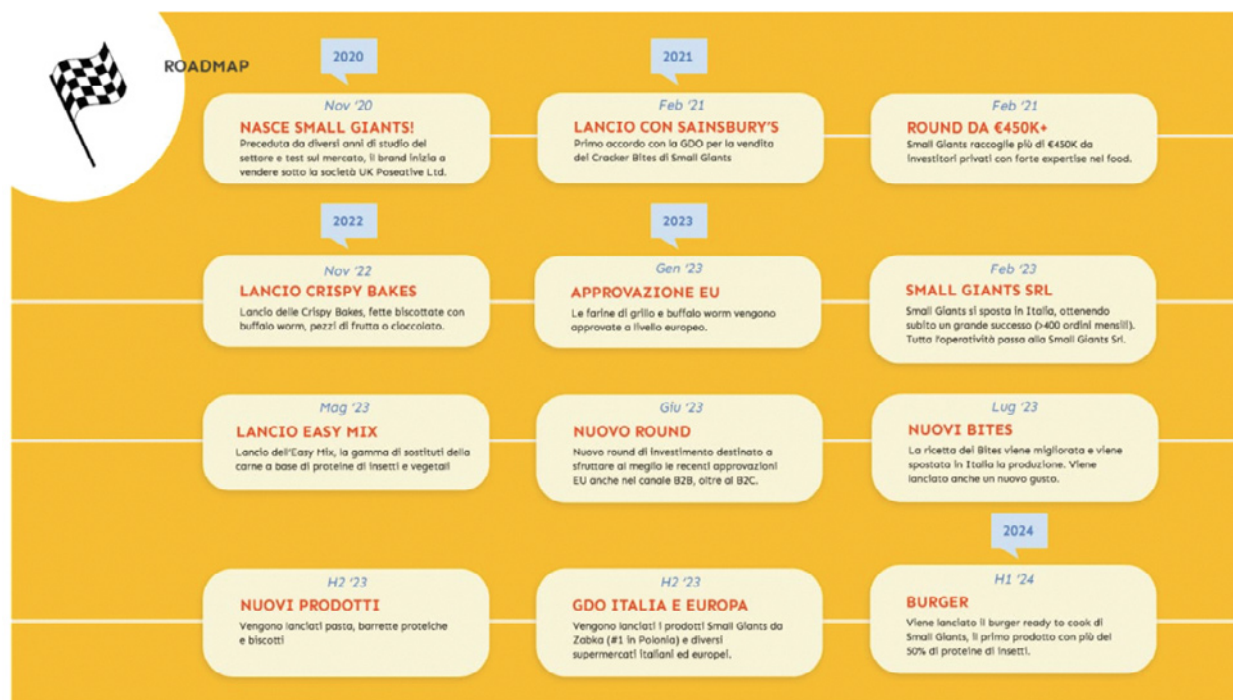 ROADMAP
2020
Nov '20
NASCE SMALL GIANTS!
Preceduta da diversi anni di studio del
settore e test sul mercato, il brand inizia a
vendere sotto la società UK Poseative Ltd.
2021
Feb '21
LANCIO CON SAINSBURY'S
Primo accordo con la GDO per la vendita
dei Cracker Bites di Small Giants
Feb '21
ROUND DA €450K+
Small Giants raccoglie più di €450K da
investitori privati con forte expertise nel food.
2022
Nov '22
LANCIO CRISPY BAKES
Lancio delle Crispy Bakes, fette biscottate con
buffalo worm, pezzi di frutta o cioccolato.
2023
Gen '23
APPROVAZIONE EU
Le farine di grillo e buffalo worm vengono
approvate a livello europeo.
Feb '23
SMALL GIANTS SRL
Small Giants si sposta in Italia, ottenendo
subito un grande successo (>400 ordini mensili).
Tutta l'operatività passa alla Small Giants Srl.
Mag '23
LANCIO EASY MIX
Lancio dell'Easy Mix, la gamma di sostituti della
carne a base di proteine di insetti e vegetali
Giu '23
NUOVO ROUND
Nuovo round di investimento destinato a
sfruttare al meglio le recenti approvazioni
EU anche nel canale B2B, oltre al B2C.
Lug '23
NUOVI BITES
La ricetta dei Bites viene migliorata e viene
spostata in Italia la produzione. Viene
lanciato anche un nuovo gusto.
H2 '23
NUOVI PRODOTTI
Vengono lanciati pasta, barrette proteiche
e biscotti
H2 '23
GDO ITALIA E EUROPA
Vengono lanciati i prodotti Small Giants da
Zabka (#1 in Polonia) e diversi
supermercati italiani ed europei.
2024
H1 '24
BURGER
Viene lanciato il burger ready to cook di
Small Giants, il primo prodotto con più del
50% di proteine di insetti.